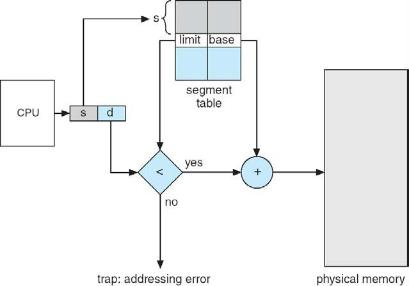 s
limit base
segment
table
CPU
s d
<
yes
+
no
trap: addressing error
physical memory